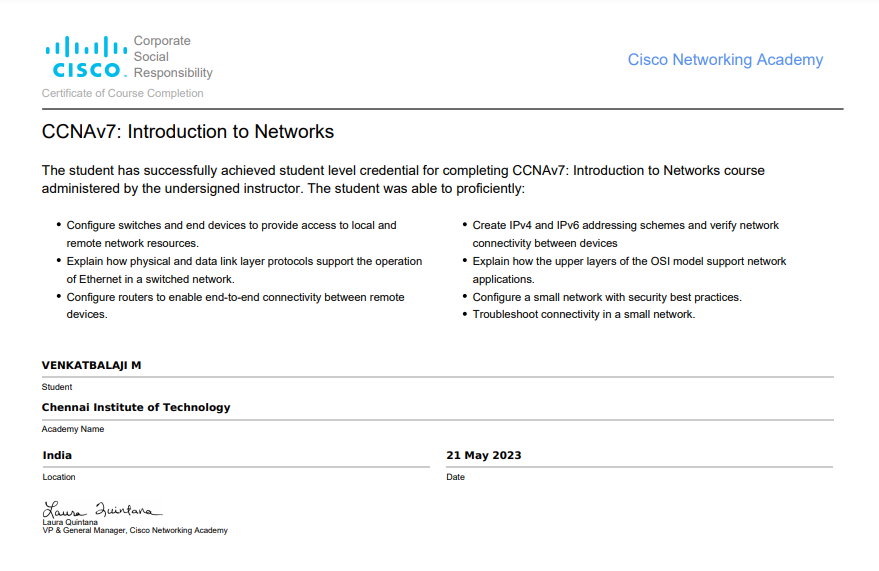 Corporate
Social
CISCO. Responsibility
Cisco Networking Academy
Certificate of Course Completion
CCNAv7: Introduction to Networks
The student has successfully achieved student level credential for completing CCNAv7: Introduction to Networks course
administered by the undersigned instructor. The student was able to proficiently:
• Configure switches and end devices to provide access to local and
remote network resources.
• Explain how physical and data link layer protocols support the operation
of Ethernet in a switched network.
• Configure routers to enable end-to-end connectivity between remote
devices.
• Create IPv4 and IPv6 addressing schemes and verify network
connectivity between devices
• Explain how the upper layers of the OSI model support network
applications.
• Configure a small network with security best practices.
• Troubleshoot connectivity in a small network.
VENKATBALAJI M
Student
Chennai Institute of Technology
Academy Name
India
Location
21 May 2023
Date
Laura Quintana
Laura Quintana
VP & General Manager, Cisco Networking Academy